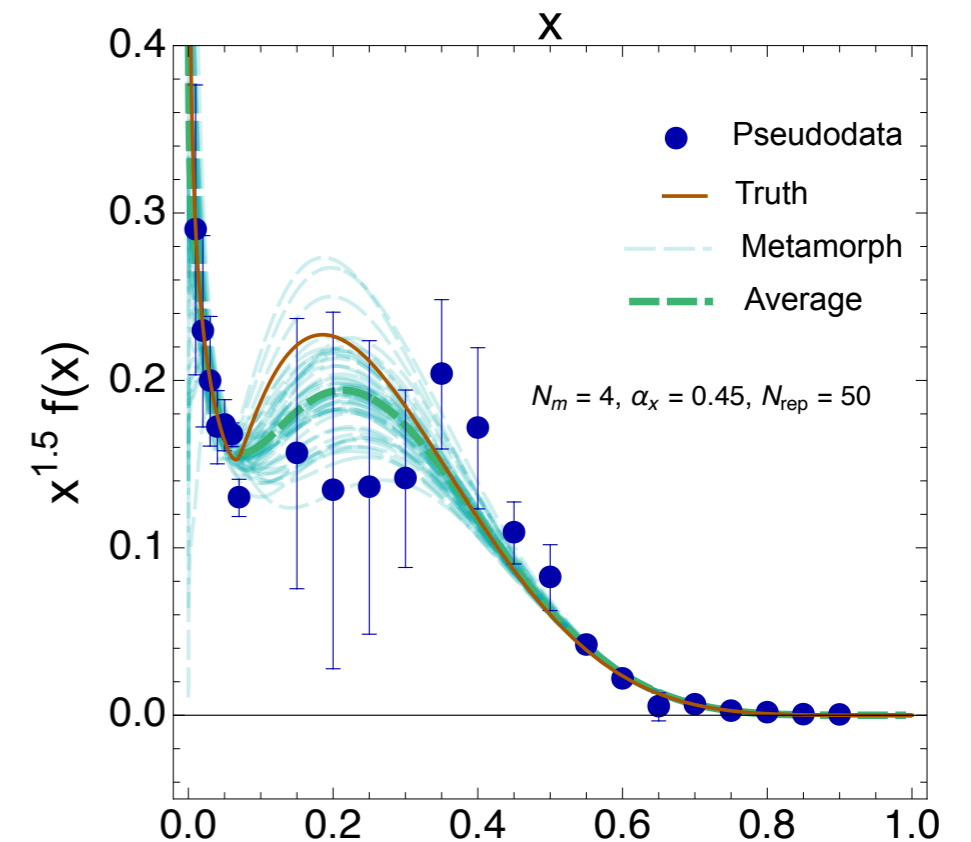 x
0.4
0.3
0.2
0.1
0.0
x^1.5 f(x)
Pseudodata
Truth
Metamorph
Average
N_m = 4, α_x = 0.45, N_rep = 50
0.0 0.2 0.4 0.6 0.8 1.0